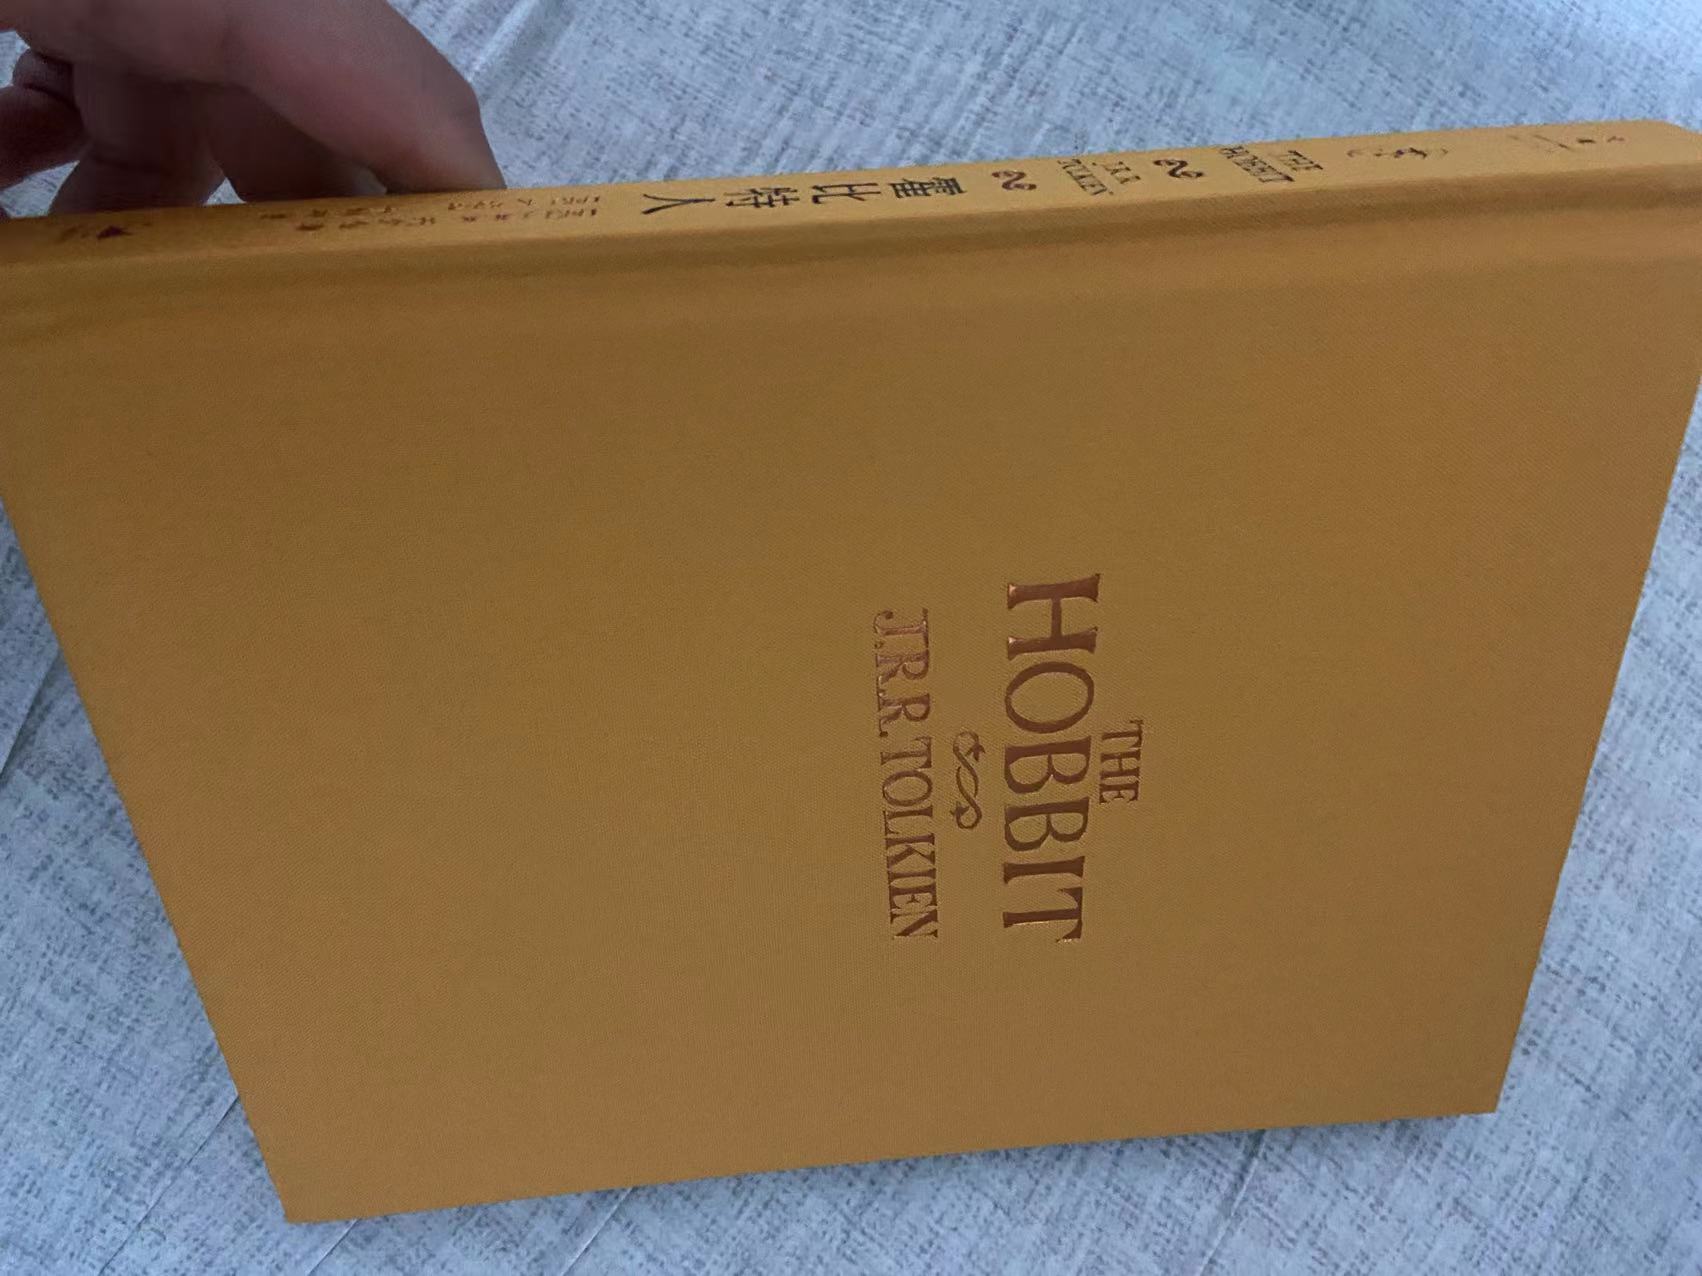 THE
HOBBIT
J.R.R. TOLKIEN
THE
HOBBIT
J.R.R.
TOLKIEN
霍比特人